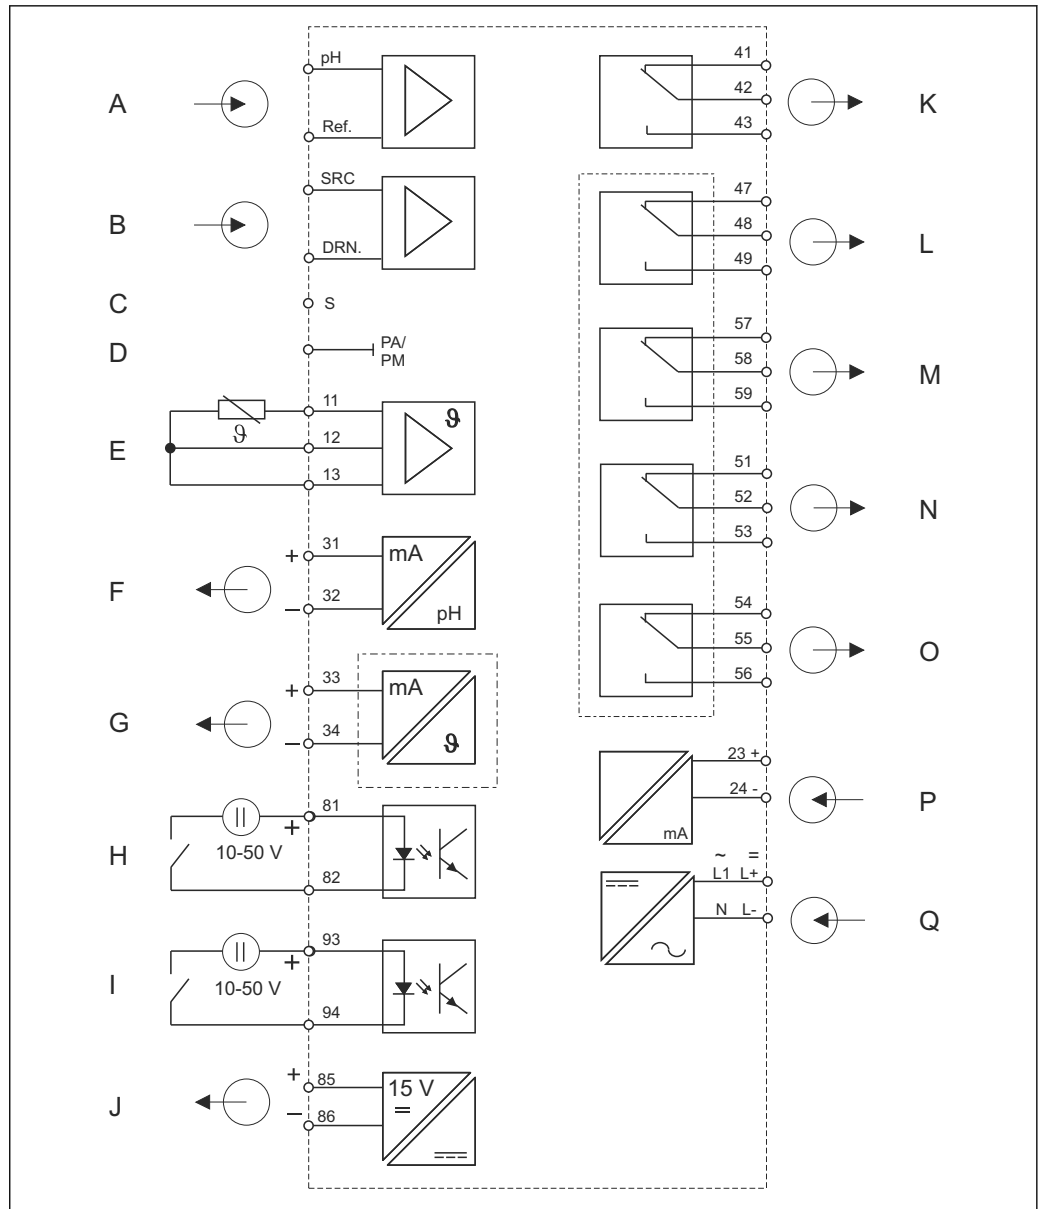 A
pH
Ref.
B
SRC
DRN.
C
S
D
PA/
PM
E
ϑ
11
12
13
ϑ
F
+
31
−
32
mA
pH
G
+
33
−
34
mA
ϑ
H
10-50 V
+
81
82
I
10-50 V
+
93
94
J
+
85
−
86
15 V
=
41
42
43
K
47
48
49
L
57
58
59
M
51
52
53
N
54
55
56
O
23 +
24 -
mA
P
~ =
L1 L+
N L-
Q